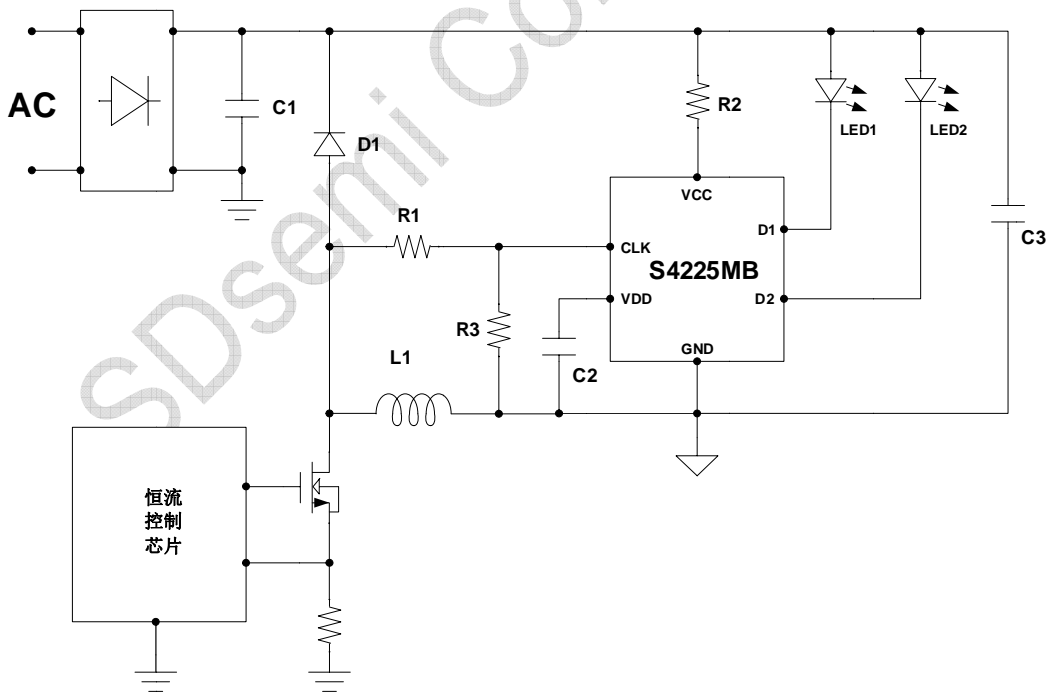 SDsemi Con
AC
C1
D1
R2
LED1
LED2
VCC
R1
CLK
D1
S4225MB
C3
VDD
D2
R3
GND
L1
C2
恒流
控制
芯片